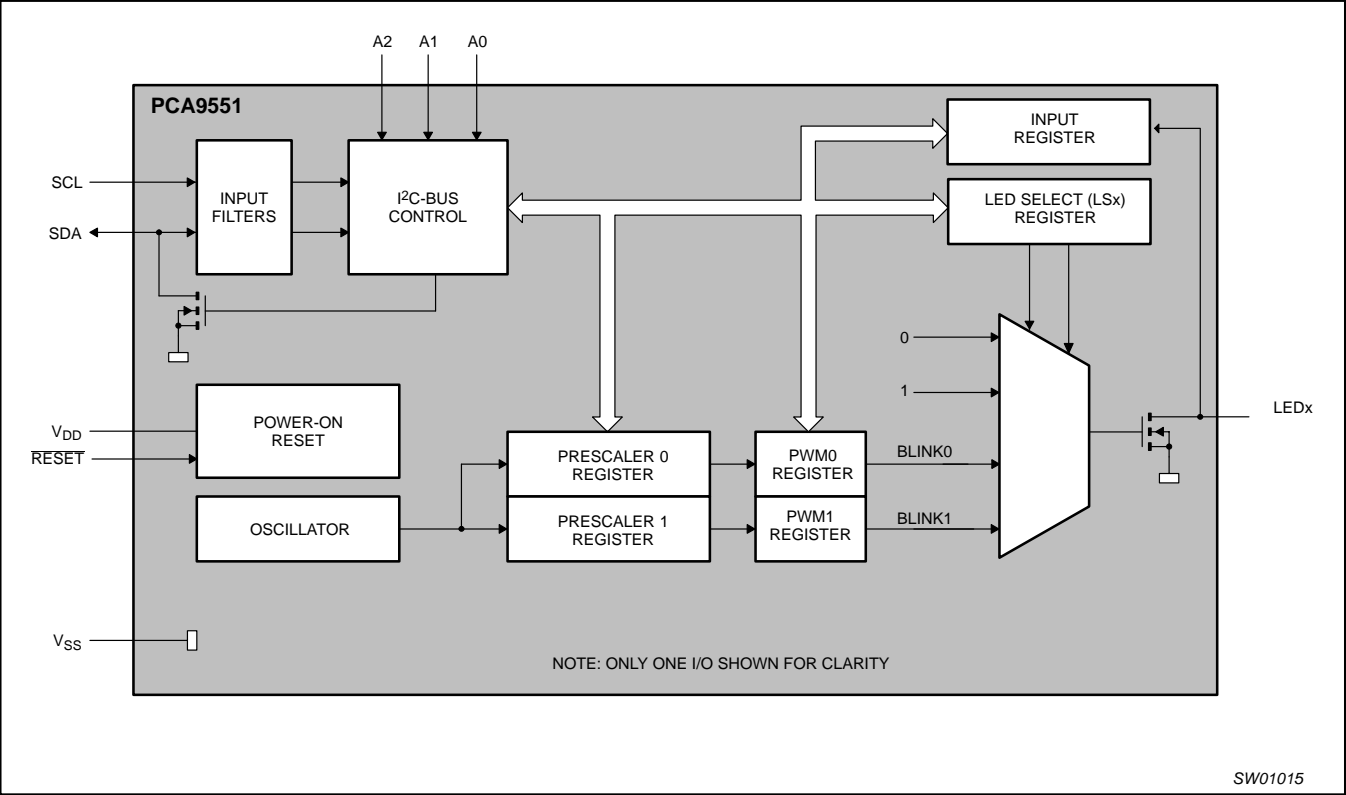 A2 A1 A0
PCA9551
INPUT
REGISTER
SCL
INPUT
FILTERS
I²C-BUS
CONTROL
LED SELECT (LSx)
REGISTER
SDA
0
1
LEDx
POWER-ON
RESET
VDD
RESET
PRESCALER 0
REGISTER
PWM0
REGISTER
BLINK0
OSCILLATOR
PRESCALER 1
REGISTER
PWM1
REGISTER
BLINK1
VSS
NOTE: ONLY ONE I/O SHOWN FOR CLARITY
SW01015